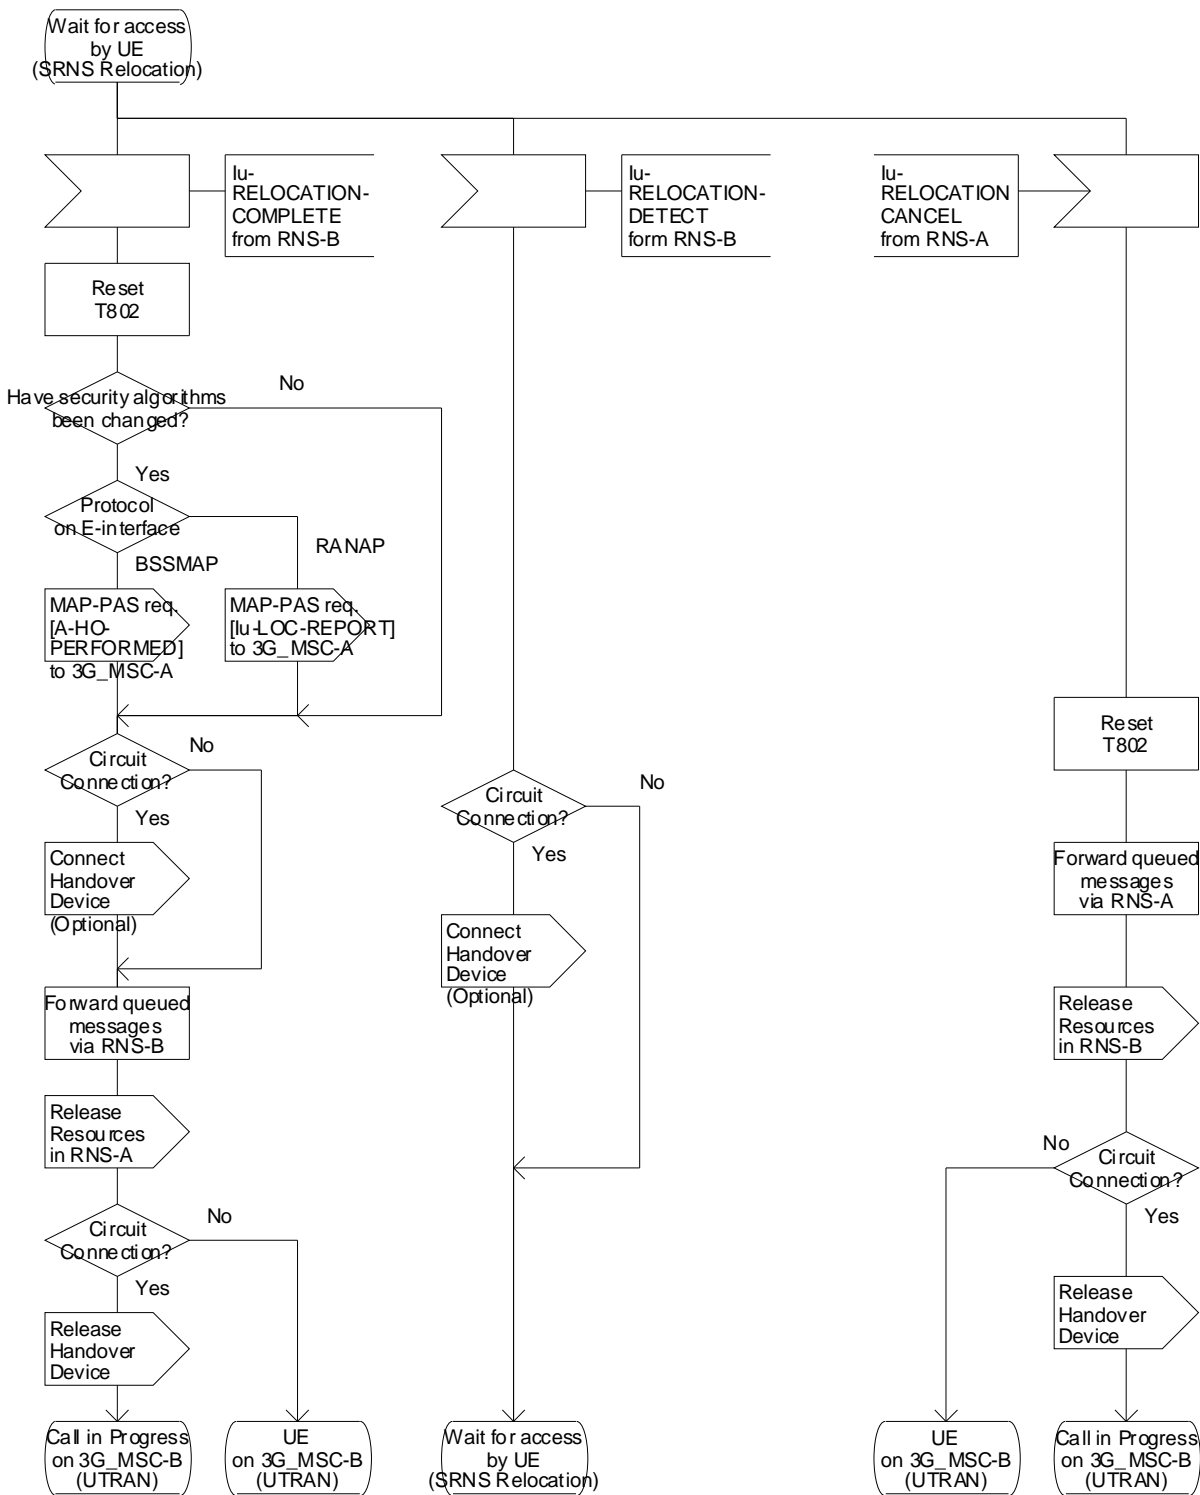 Wait for access
by UE
(SRNS Relocation)
Iu-
RELOCATION-
COMPLETE
from RNS-B
Iu-
RELOCATION-
DETECT
form RNS-B
Iu-
RELOCATION
CANCEL
from RNS-A
Reset
T802
Have security algorithms
been changed?
No
Yes
Protocol
on E-interface
BSSMAP
RANAP
MAP-PAS req.
[A-HO-
PERFORMED]
to 3G_MSC-A
MAP-PAS req.
[Iu-LOC-REPORT]
to 3G_MSC-A
Circuit
Connection?
No
Yes
Connect
Handover
Device
(Optional)
Forward queued
messages
via RNS-B
Release
Resources
in RNS-A
Circuit
Connection?
No
Yes
Release
Handover
Device
Call in Progress
on 3G_MSC-B
(UTRAN)
UE
on 3G_MSC-B
(UTRAN)
Circuit
Connection?
No
Yes
Connect
Handover
Device
(Optional)
Wait for access
by UE
(SRNS Relocation)
Reset
T802
Forward queued
messages
via RNS-A
Release
Resources
in RNS-B
No
Circuit
Connection?
Yes
Release
Handover
Device
UE
on 3G_MSC-B
(UTRAN)
Call in Progress
on 3G_MSC-B
(UTRAN)